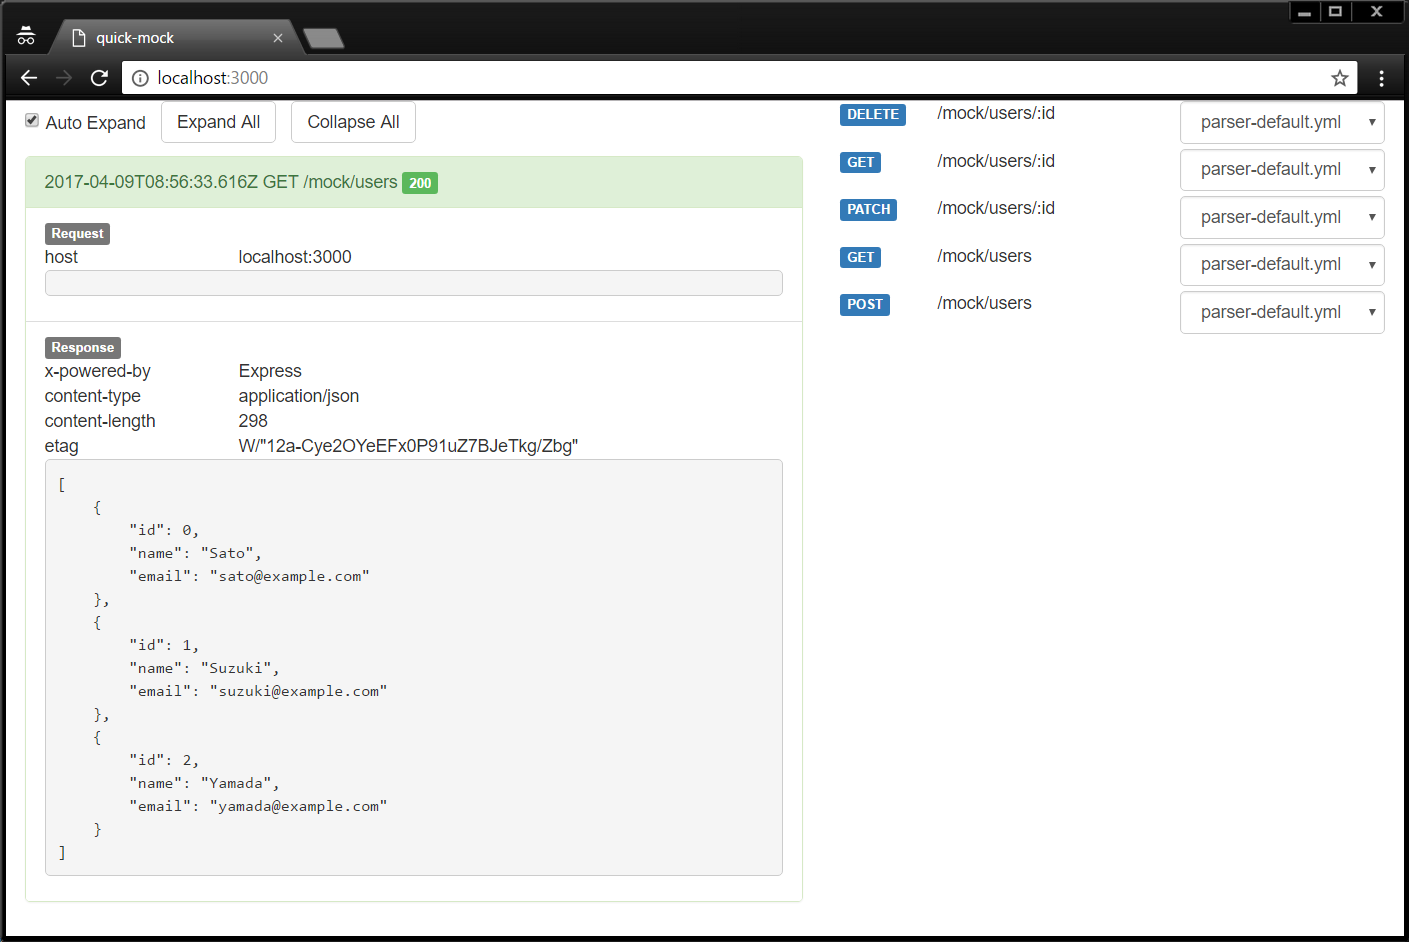 quick-mock
localhost:3000
Auto Expand Expand All Collapse All
2017-04-09T08:56:33.616Z GET /mock/users 200
Request
host localhost:3000
Response
x-powered-by Express
content-type application/json
content-length 298
etag W/"12a-Cye2OYeEFx0P91uZ7BJeTkg/Zbg"
[
    {
        "id": 0,
        "name": "Sato",
        "email": "sato@example.com"
    },
    {
        "id": 1,
        "name": "Suzuki",
        "email": "suzuki@example.com"
    },
    {
        "id": 2,
        "name": "Yamada",
        "email": "yamada@example.com"
    }
]
DELETE /mock/users/:id parser-default.yml
GET /mock/users/:id parser-default.yml
PATCH /mock/users/:id parser-default.yml
GET /mock/users parser-default.yml
POST /mock/users parser-default.yml